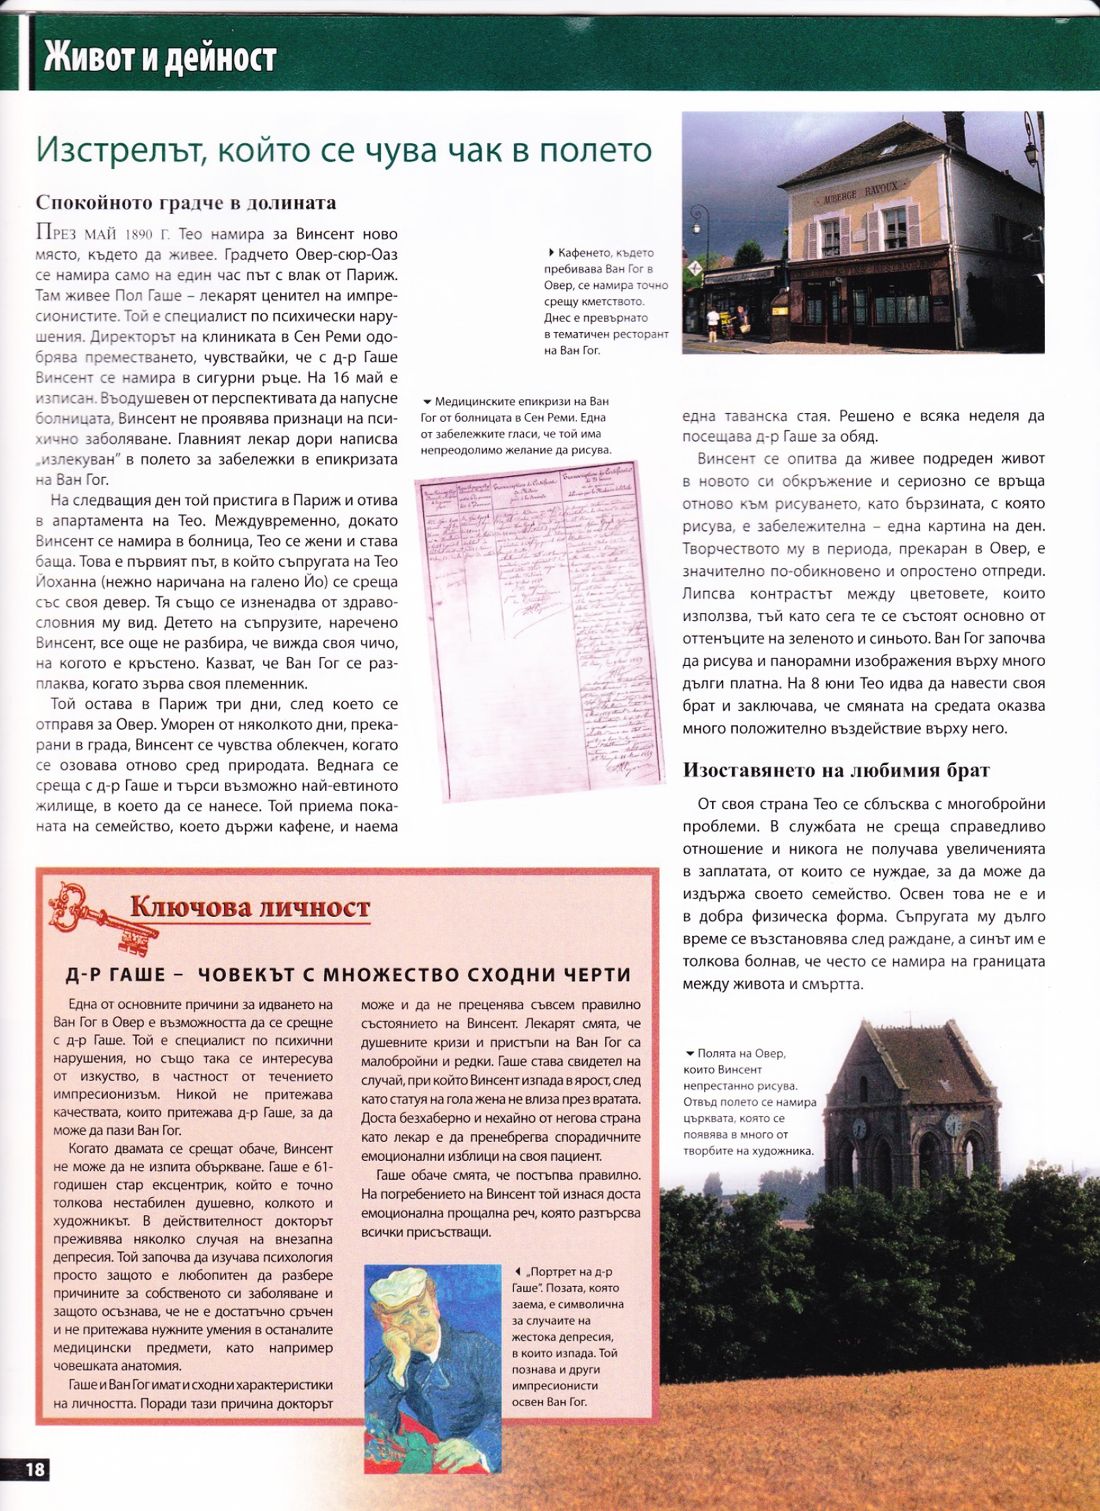 Живот и дейност
Изстрелът, който се чува чак в полето
Спокойното градче в долината
През май 1890 г. Тео намира за Винсент ново
място, където да живее. Градчето Овер-сюр-Оаз
се намира само на един час път с влак от Париж.
Там живее Пол Гаше – лекарят ценител на импре-
сионистите. Той е специалист по психически нару-
шения. Директорът на клиниката в Сен Реми одо-
брява преместването, чувствайки, че с д-р Гаше
Винсент се намира в сигурни ръце. На 16 май е
изписан. Въодушевен от перспективата да напусне
болницата, Винсент не проявява признаци на пси-
хично заболяване. Главният лекар дори написва
„излекуван” в полето за забележки в епикризата
на Ван Гог.
На следващия ден той пристига в Париж и отива
в апартамента на Тео. Междувременно, докато
Винсент се намира в болница, Тео се жени и става
баща. Това е първият път, в който съпругата на Тео
Йоханна (нежно наричана на галено Йо) се среща
със своя девер. Тя също се изненадва от здраво-
словния му вид. Детето на съпрузите, наречено
Винсент, все още не разбира, че вижда своя чичо,
на когото е кръстено. Казват, че Ван Гог се раз-
плаква, когато зърва своя племенник.
Той остава в Париж три дни, след което се
отправя за Овер. Уморен от няколкото дни, прека-
рани в града, Винсент се чувства облекчен, когато
се озовава отново сред природата. Веднага се
среща с д-р Гаше и търси възможно най-евтиното
жилище, в което да се нанесе. Той приема пока-
ната на семейство, което държи кафене, и наема
Кафенето, където
пребивава Ван Гог в
Овер, се намира точно
срещу кметството.
Днес е превърнато
в тематичен ресторант
на Ван Гог.
AUBERGE RAVOUX
Медицинските епикризи на Ван
Гог от болницата в Сен Реми. Една
от забележките гласи, че той има
непреодолимо желание да рисува.
една таванска стая. Решено е всяка неделя да
посещава д-р Гаше за обяд.
Винсент се опитва да живее подреден живот
в новото си обкръжение и сериозно се връща
отново към рисуването, като бързината, с която
рисува, е забележителна – една картина на ден.
Творчеството му в периода, прекаран в Овер, е
значително по-обикновено и опростено отпреди.
Липсва контрастът между цветовете, които
използва, тъй като сега те се състоят основно от
оттенъците на зеленото и синьото. Ван Гог започва
да рисува и панорамни изображения върху много
дълги платна. На 8 юни Тео идва да навести своя
брат и заключава, че смяната на средата оказва
много положително въздействие върху него.
Изоставянето на любимия брат
От своя страна Тео се сблъсква с многобройни
проблеми. В службата не среща справедливо
отношение и никога не получава увеличенията
в заплатата, от които се нуждае, за да може да
издържа своето семейство. Освен това не е и
в добра физическа форма. Съпругата му дълго
време се възстановява след раждане, а синът им е
толкова болнав, че често се намира на границата
между живота и смъртта.
Полята на Овер,
които Винсент
непрестанно рисува.
Отвъд полето се намира
църквата, която се
появява в много от
творбите на художника.
Ключова личност
Д-Р ГАШЕ – ЧОВЕКЪТ С МНОЖЕСТВО СХОДНИ ЧЕРТИ
Една от основните причини за идването на
Ван Гог в Овер е възможността да се срещне
с д-р Гаше. Той е специалист по психични
нарушения, но също така се интересува
от изкуство, в частност от течението
импресионизъм. Никой не притежава
качествата, които притежава д-р Гаше, за да
може да пази Ван Гог.
Когато двамата се срещат обаче, Винсент
не може да не изпита объркване. Гаше е 61-
годишен стар ексцентрик, който е точно
толкова нестабилен душевно, колкото и
художникът. В действителност докторът
преживява няколко случая на внезапна
депресия. Той започва да изучава психология
просто защото е любопитен да разбере
причините за собственото си заболяване и
защото осъзнава, че не е достатъчно сръчен
и не притежава нужните умения в останалите
медицински предмети, като например
човешката анатомия.
Гаше и Ван Гог имат и сходни характеристики
на личността. Поради тази причина докторът
може и да не преценява съвсем правилно
състоянието на Винсент. Лекарят смята, че
душевните кризи и пристъпи на Ван Гог са
малобройни и редки. Гаше става свидетел на
случай, при който Винсент изпада в ярост, след
като статуя на гола жена не влиза през вратата.
Доста безхаберно и нехайно от негова страна
като лекар е да пренебрегва спорадичните
емоционални изблици на своя пациент.
Гаше обаче смята, че постъпва правилно.
На погребението на Винсент той изнася доста
емоционална прощална реч, която разтърсва
всички присъстващи.
„Портрет на д-р
Гаше”. Позата, която
заема, е символична
за случаите на
жестока депресия,
в които изпада. Той
познава и други
импресионисти
освен Ван Гог.
18